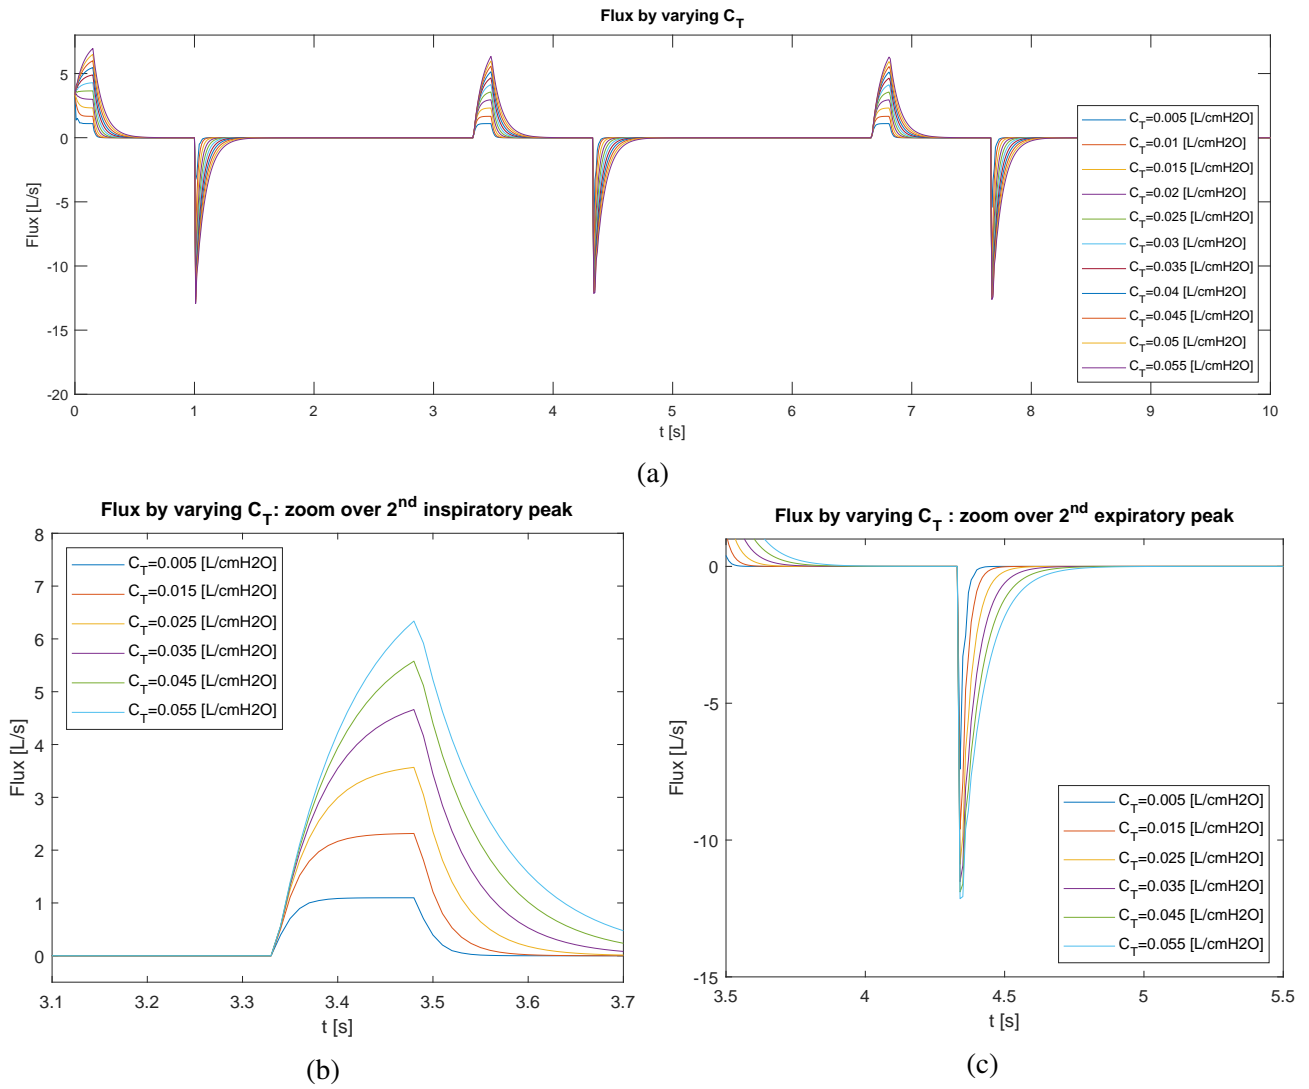 Flux by varying C_T
Flux [L/s]
5
0
-5
-10
-15
-20
0 1 2 3 4 5 6 7 8 9 10
t [s]
C_T=0.005 [L/cmH2O]
C_T=0.01 [L/cmH2O]
C_T=0.015 [L/cmH2O]
C_T=0.02 [L/cmH2O]
C_T=0.025 [L/cmH2O]
C_T=0.03 [L/cmH2O]
C_T=0.035 [L/cmH2O]
C_T=0.04 [L/cmH2O]
C_T=0.045 [L/cmH2O]
C_T=0.05 [L/cmH2O]
C_T=0.055 [L/cmH2O]
(a)
Flux by varying C_T: zoom over 2nd inspiratory peak
Flux [L/s]
8
7
6
5
4
3
2
1
0
3.1 3.2 3.3 3.4 3.5 3.6 3.7
t [s]
C_T=0.005 [L/cmH2O]
C_T=0.015 [L/cmH2O]
C_T=0.025 [L/cmH2O]
C_T=0.035 [L/cmH2O]
C_T=0.045 [L/cmH2O]
C_T=0.055 [L/cmH2O]
(b)
Flux by varying C_T : zoom over 2nd expiratory peak
Flux [L/s]
0
-5
-10
-15
3.5 4 4.5 5 5.5
t [s]
C_T=0.005 [L/cmH2O]
C_T=0.015 [L/cmH2O]
C_T=0.025 [L/cmH2O]
C_T=0.035 [L/cmH2O]
C_T=0.045 [L/cmH2O]
C_T=0.055 [L/cmH2O]
(c)